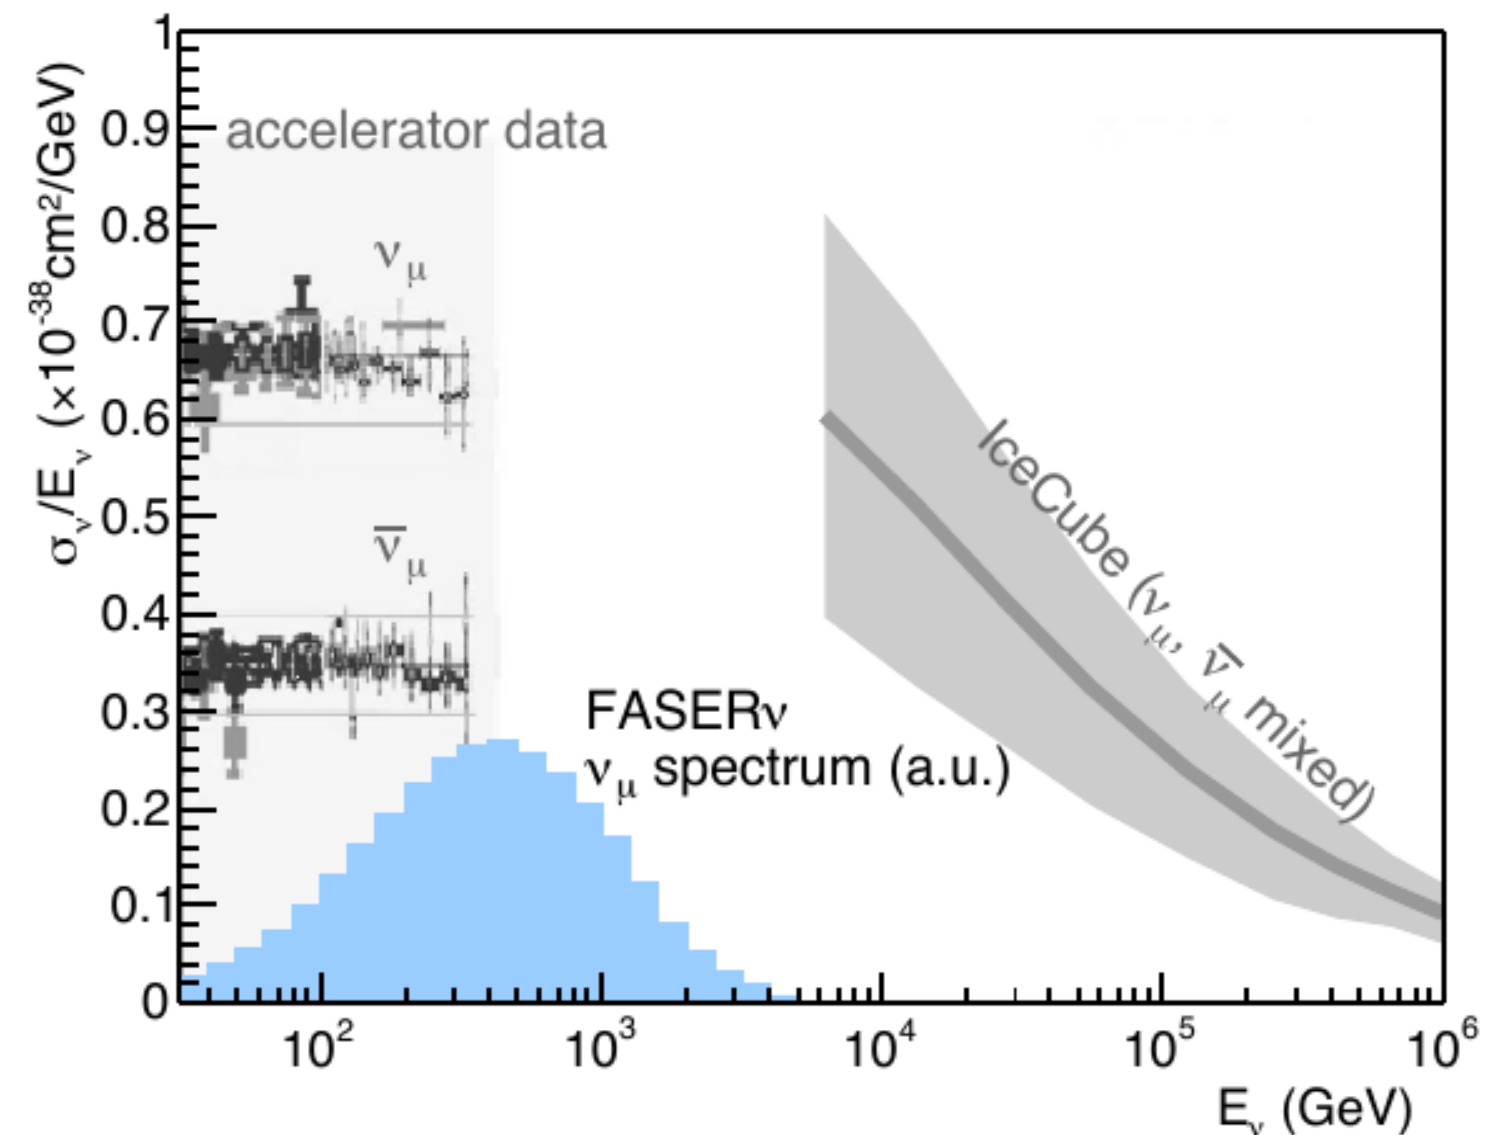 σν/Eν (×10⁻³⁸cm²/GeV)
1
0.9
0.8
0.7
0.6
0.5
0.4
0.3
0.2
0.1
0
accelerator data
νμ
ν̅μ
FASERν
νμ spectrum (a.u.)
IceCube (νμ, ν̅μ mixed)
10²
10³
10⁴
10⁵
10⁶
Eν (GeV)